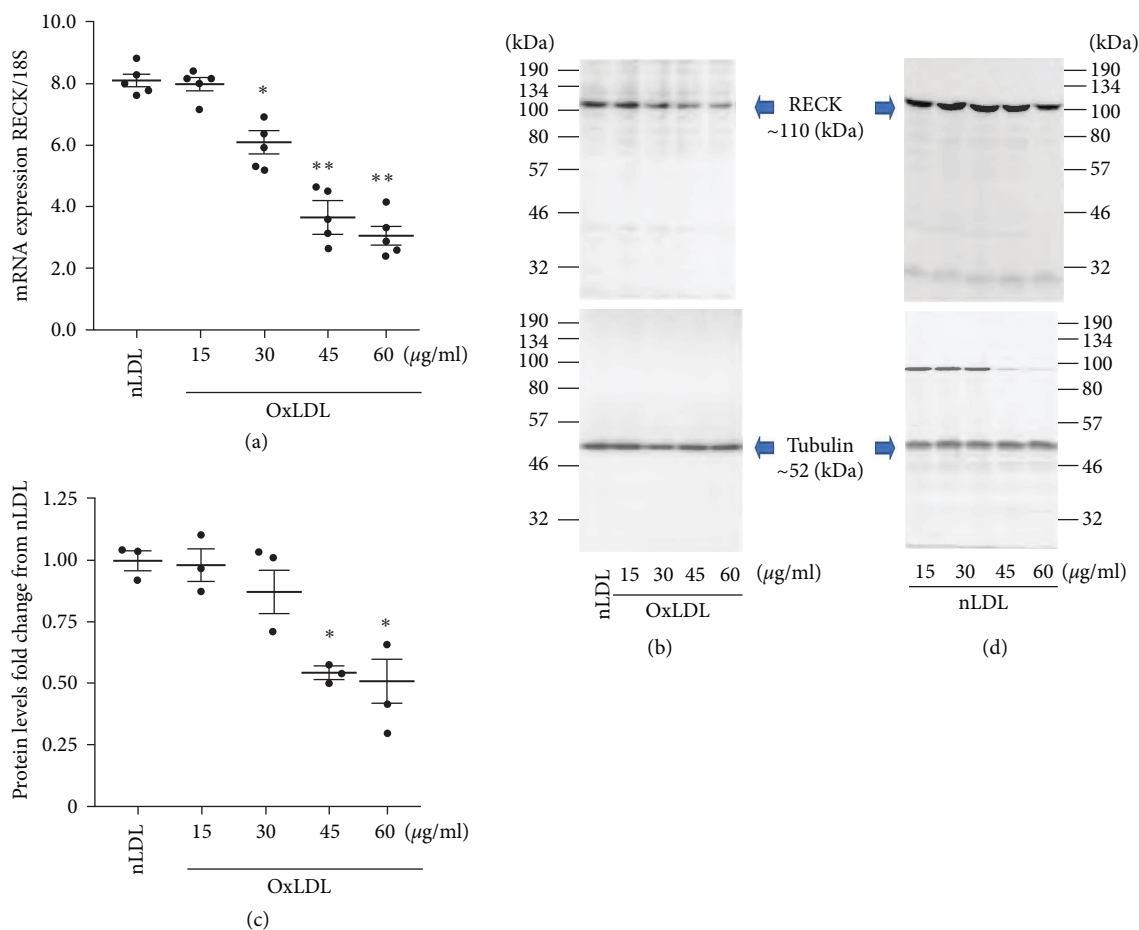 mRNA expression RECK/18S
10.0
8.0
6.0
4.0
2.0
0.0
*
**
**
nLDL
15 30 45 60 (μg/ml)
OxLDL
(a)
Protein levels fold change from nLDL
1.25
1.00
0.75
0.50
0.25
0
*
*
nLDL
15 30 45 60 (μg/ml)
OxLDL
(c)
(kDa)
190
134
100
80
57
46
32
190
134
100
80
57
46
32
nLDL
15 30 45 60 (μg/ml)
OxLDL
(b)
RECK
~110 (kDa)
Tubulin
~52 (kDa)
(kDa)
190
134
100
80
57
46
32
190
134
100
80
57
46
32
15 30 45 60 (μg/ml)
nLDL
(d)